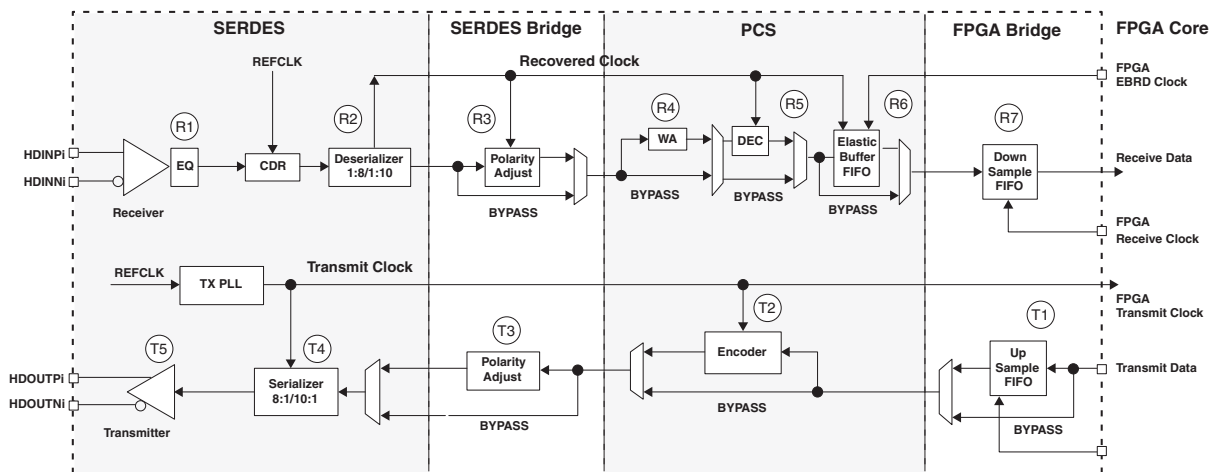 SERDES
SERDES Bridge
PCS
FPGA Bridge
FPGA Core
REFCLK
Recovered Clock
FPGA
EBRD Clock
R1
R2
R3
R4
R5
R6
R7
HDINPi
HDINNi
EQ
CDR
Deserializer
1:8/1:10
Polarity
Adjust
WA
DEC
Elastic
Buffer
FIFO
Down
Sample
FIFO
Receive Data
Receiver
BYPASS
BYPASS
BYPASS
BYPASS
FPGA
Receive Clock
REFCLK
TX PLL
Transmit Clock
FPGA
Transmit Clock
T5
T4
T3
T2
T1
HDOUTPi
HDOUTNi
Serializer
8:1/10:1
Polarity
Adjust
Encoder
Up
Sample
FIFO
Transmit Data
Transmitter
BYPASS
BYPASS
BYPASS